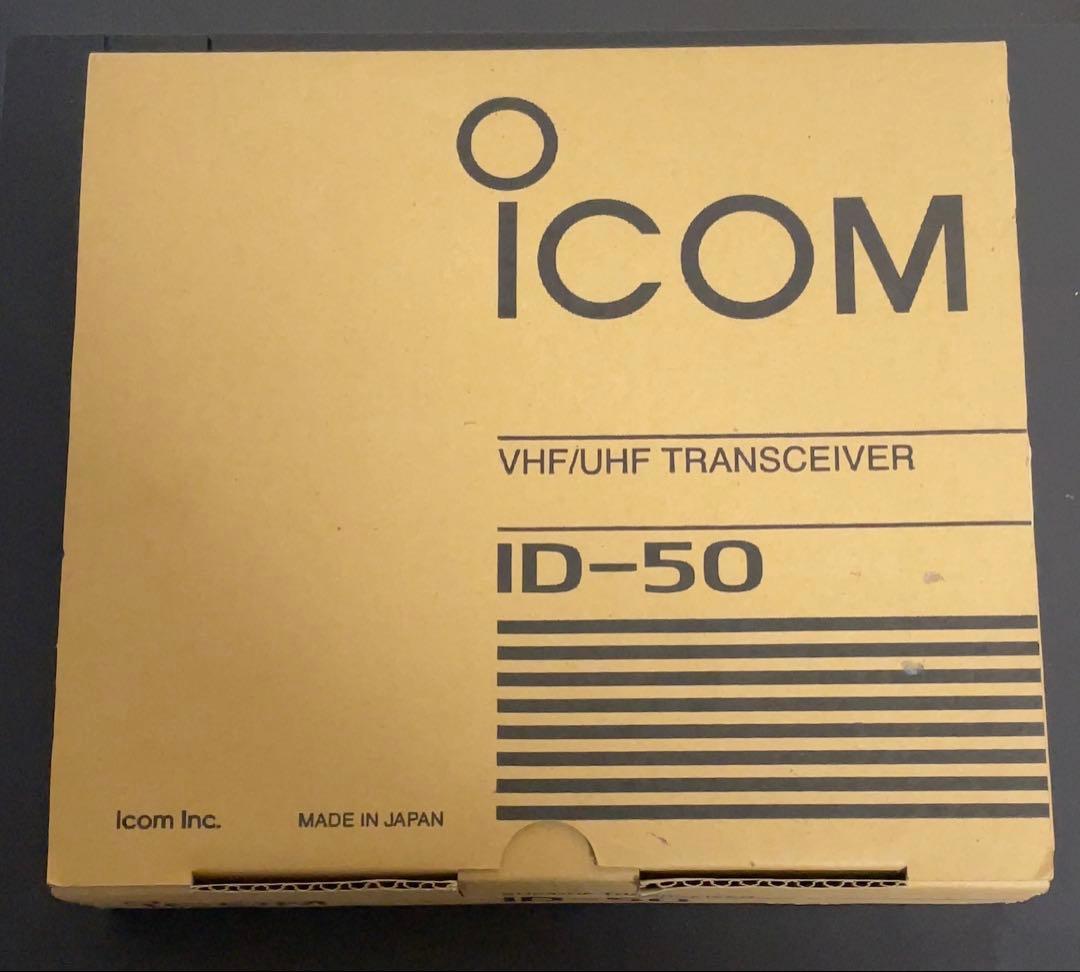 ICOM
VHF/UHF TRANSCEIVER
ID-50
Icom Inc. MADE IN JAPAN